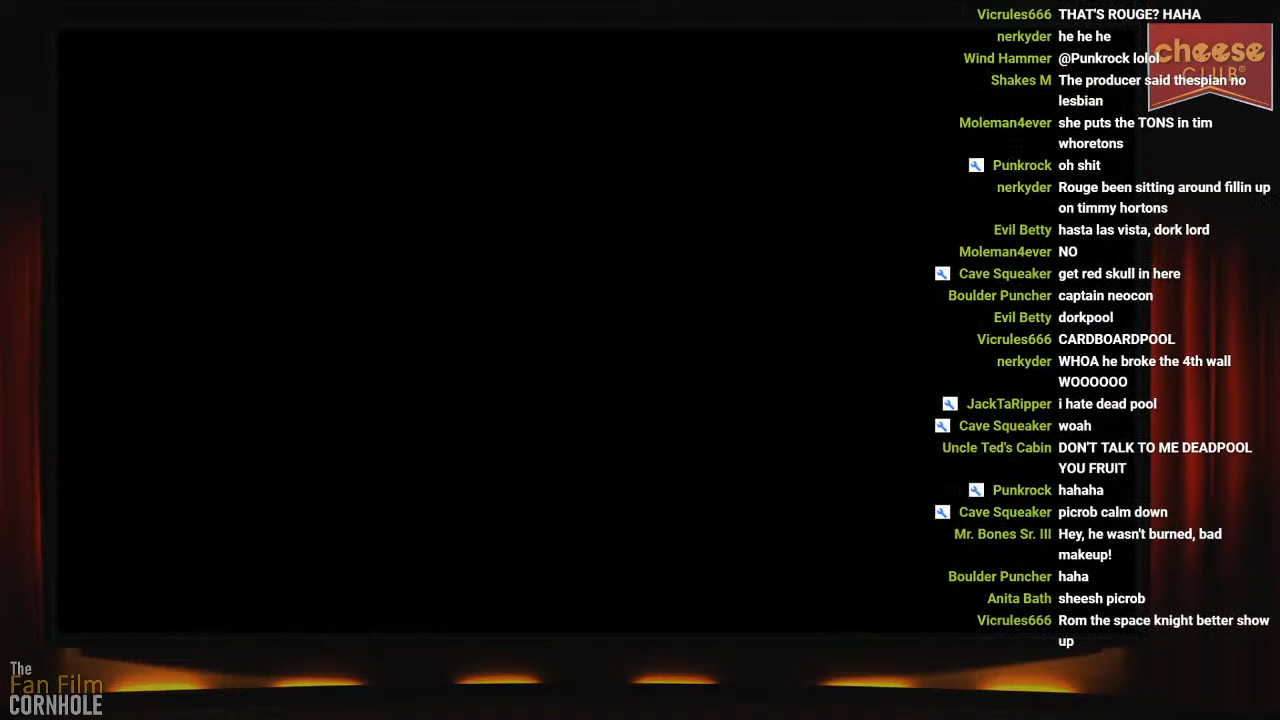 Vicrules666 THAT'S ROUGE? HAHA
nerkyder he he he
Wind Hammer @Punkrock lolol
cheese
CLUB®
Shakes M The producer said thespian no
lesbian
Moleman4ever she puts the TONS in tim
whoretons
Punkrock oh shit
nerkyder Rouge been sitting around fillin up
on timmy hortons
Evil Betty hasta las vista, dork lord
Moleman4ever NO
Cave Squeaker get red skull in here
Boulder Puncher captain neocon
Evil Betty dorkpool
Vicrules666 CARDBOARDPOOL
nerkyder WHOA he broke the 4th wall
WOOOOOO
JackTaRipper i hate dead pool
Cave Squeaker woah
Uncle Ted's Cabin DON'T TALK TO ME DEADPOOL
YOU FRUIT
Punkrock hahaha
Cave Squeaker picrob calm down
Mr. Bones Sr. III Hey, he wasn't burned, bad
makeup!
Boulder Puncher haha
Anita Bath sheesh picrob
Vicrules666 Rom the space knight better show
up
The
Fan Film
CORNHOLE